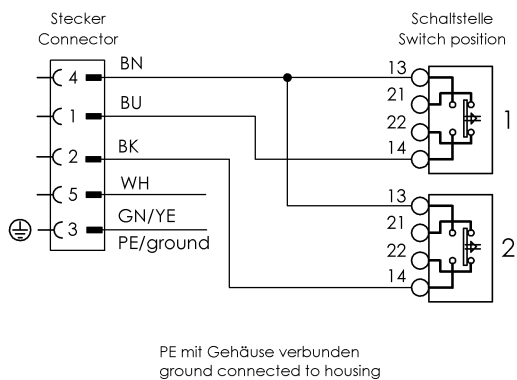 Stecker
Connector
Schaltstelle
Switch position
4 BN
1 BU
2 BK
5 WH
3 GN/YE
PE/ground
13
21
22
14
1
13
21
22
14
2
PE mit Gehäuse verbunden
ground connected to housing